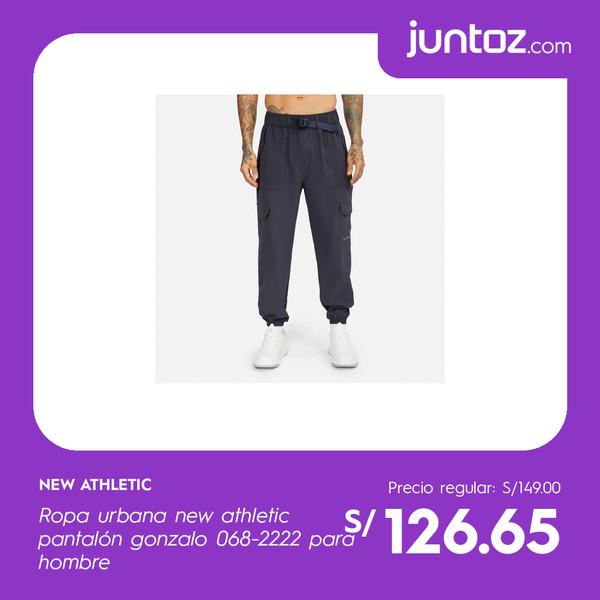 juntoz.com
NEW ATHLETIC
Ropa urbana new athletic
pantalón gonzalo 068-2222 para
hombre
Precio regular: S/149.00
S/126.65